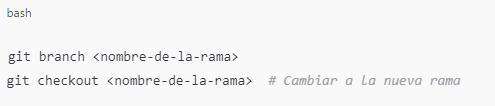 bash
git branch <nombre-de-la-rama>
git checkout <nombre-de-la-rama>  # Cambiar a la nueva rama